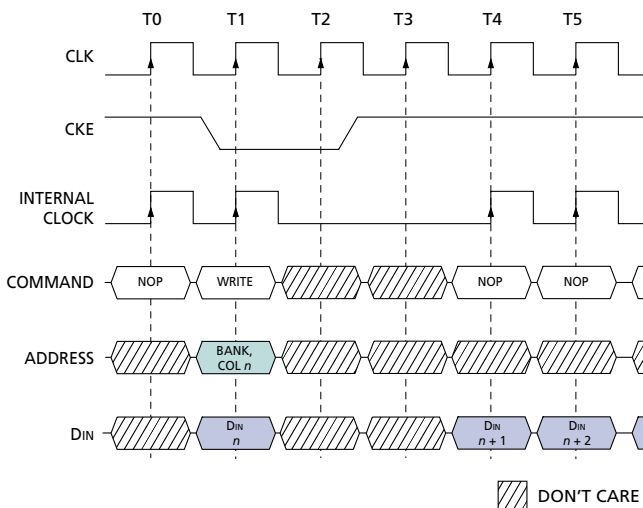 T0 T1 T2 T3 T4 T5
CLK
CKE
INTERNAL
CLOCK
COMMAND NOP WRITE NOP NOP
ADDRESS BANK,
COL n
DIN DIN
n DIN
n + 1 DIN
n + 2
DON'T CARE